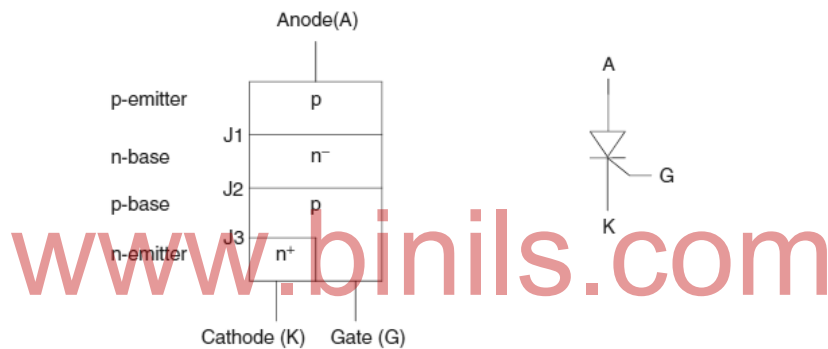 Anode(A)
p-emitter
p
J1
n-base
n⁻
J2
p-base
p
J3
n-emitter
n⁺
Cathode (K)
Gate (G)
A
G
K
www.binils.com